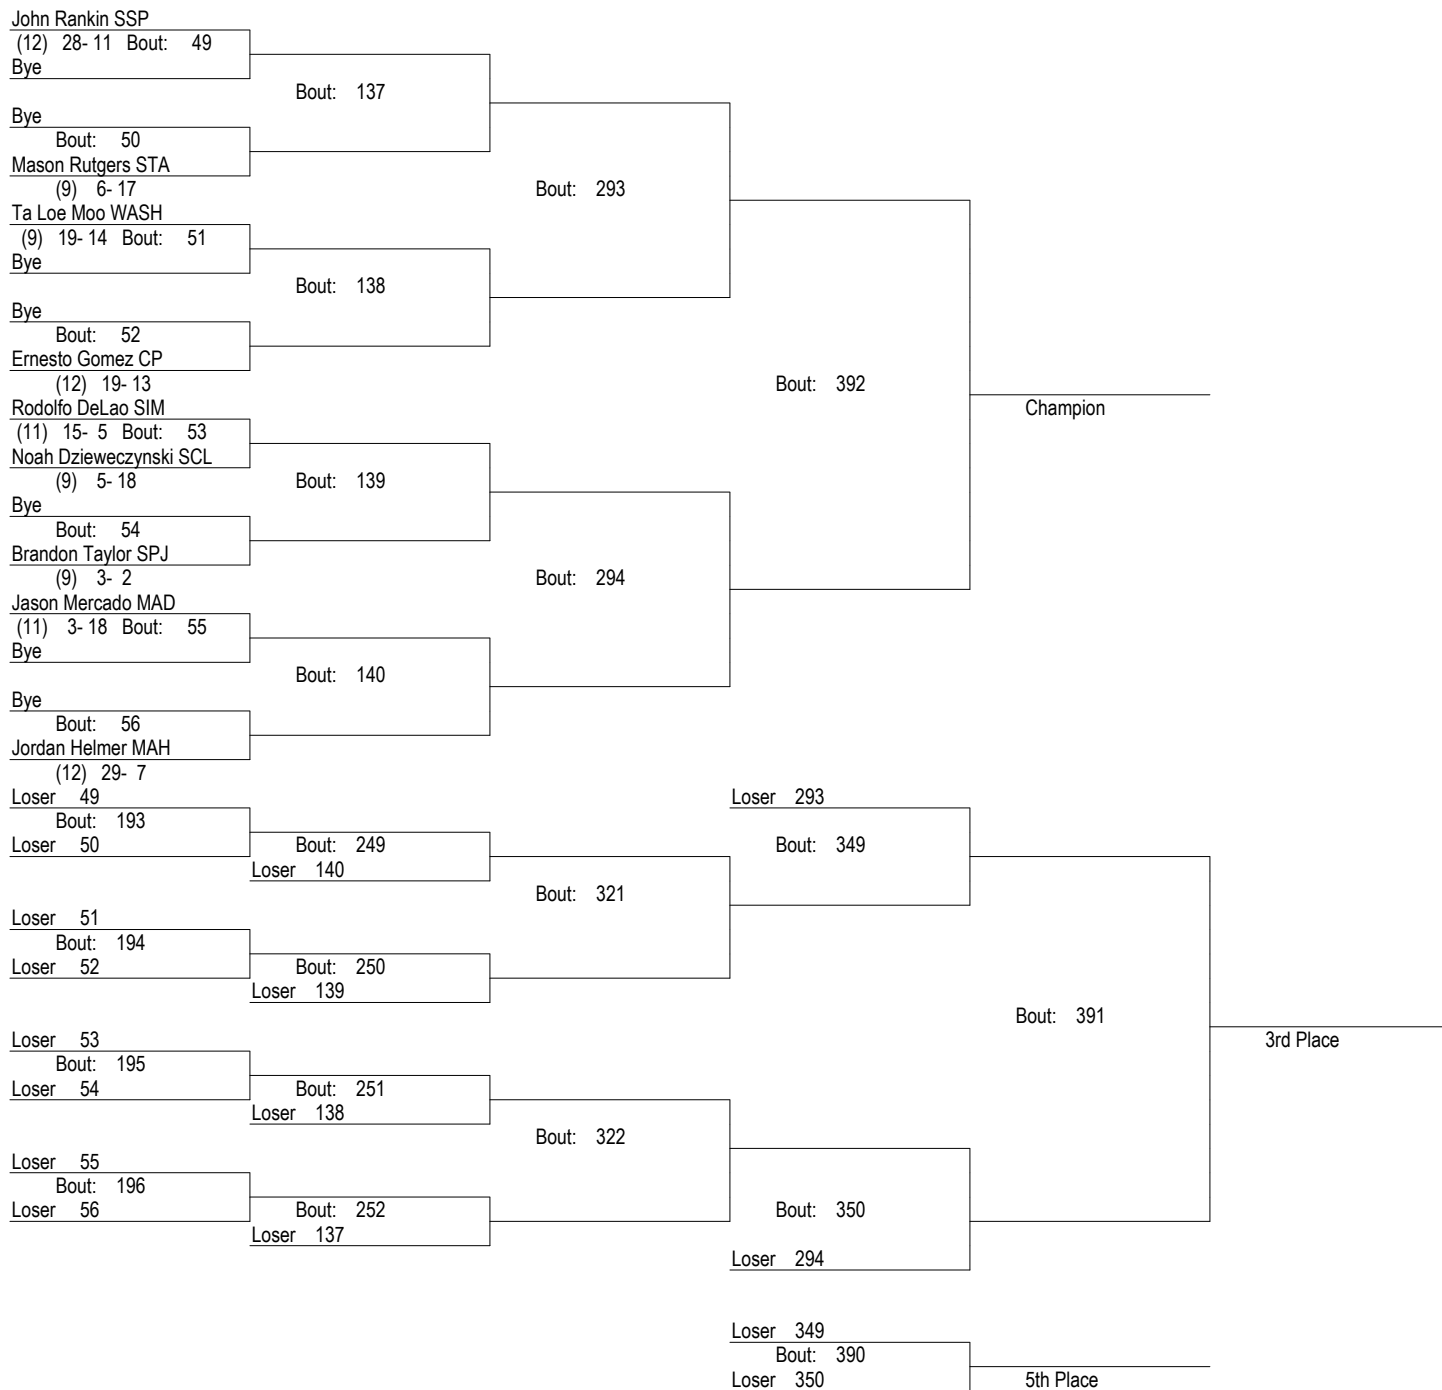 John Rankin SSP
(12) 28- 11 Bout: 49
Bye
Bout: 137
Bye
Bout: 50
Mason Rutgers STA
(9) 6- 17
Bout: 293
Ta Loe Moo WASH
(9) 19- 14 Bout: 51
Bye
Bout: 138
Bye
Bout: 52
Ernesto Gomez CP
(12) 19- 13
Bout: 392
Rodolfo DeLao SIM
Champion
(11) 15- 5 Bout: 53
Noah Dzieweczynski SCL
(9) 5- 18
Bout: 139
Bye
Bout: 54
Brandon Taylor SPJ
(9) 3- 2
Bout: 294
Jason Mercado MAD
(11) 3- 18 Bout: 55
Bye
Bout: 140
Bye
Bout: 56
Jordan Helmer MAH
(12) 29- 7
Loser 49
Loser 293
Bout: 193
Loser 50
Bout: 249
Bout: 349
Loser 140
Bout: 321
Loser 51
Bout: 194
Loser 52
Bout: 250
Loser 139
Bout: 391
Loser 53
3rd Place
Bout: 195
Loser 54
Bout: 251
Loser 138
Bout: 322
Loser 55
Bout: 196
Loser 56
Bout: 252
Bout: 350
Loser 137
Loser 294
Loser 349
Bout: 390
Loser 350
5th Place